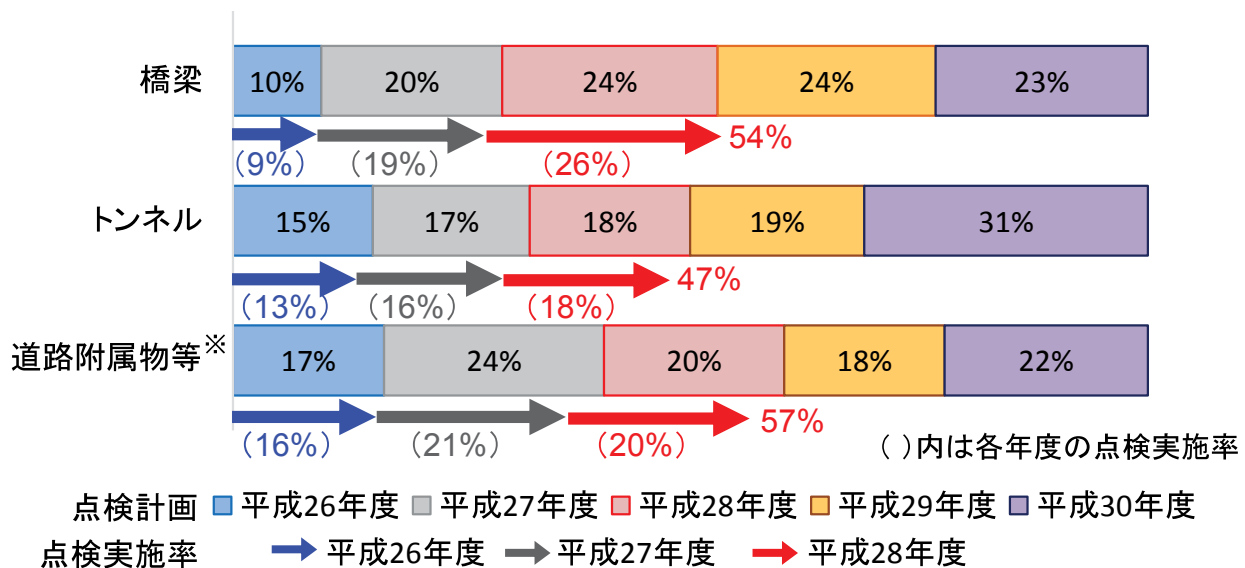 橋梁 10% 20% 24% 24% 23%
(9%) (19%) (26%) 54%
トンネル 15% 17% 18% 19% 31%
(13%) (16%) (18%) 47%
道路附属物等※ 17% 24% 20% 18% 22%
(16%) (21%) (20%) 57%
( )内は各年度の点検実施率
点検計画 平成26年度 平成27年度 平成28年度 平成29年度 平成30年度
点検実施率 平成26年度 平成27年度 平成28年度